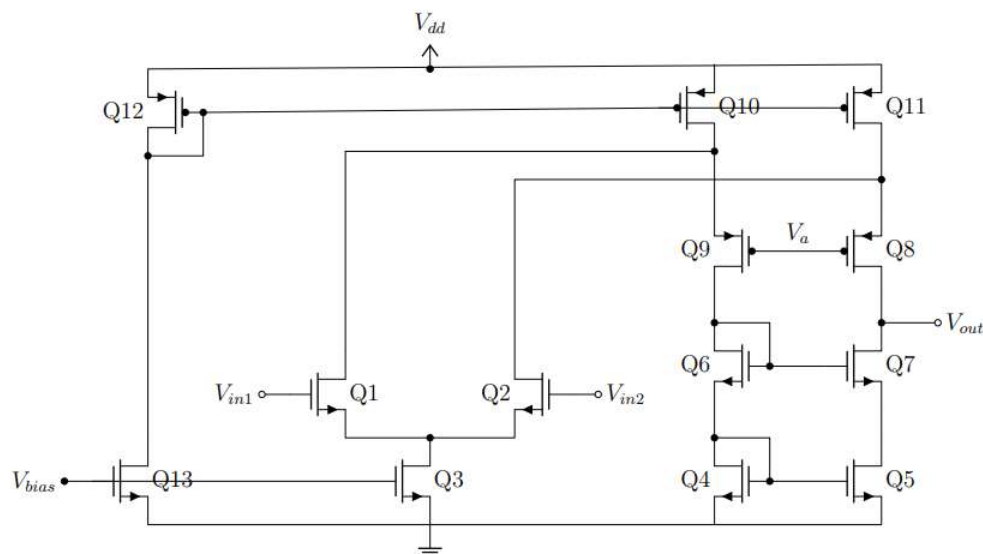 V_dd
Q12
Q10
Q11
Q9
V_a
Q8
V_out
Q6
Q7
V_in1
Q1
Q2
V_in2
V_bias
Q13
Q3
Q4
Q5